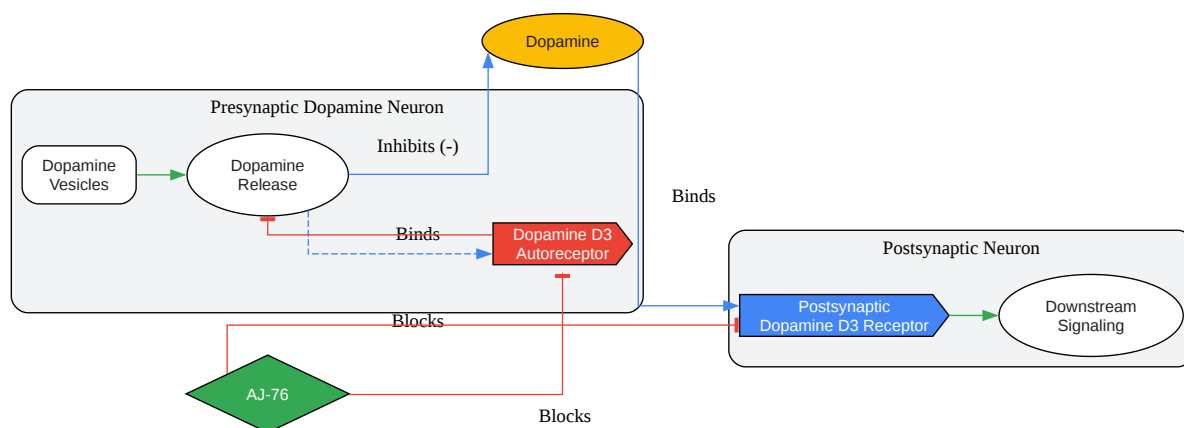 Dopamine
Presynaptic Dopamine Neuron
Inhibits (-)
Dopamine
Vesicles
Dopamine
Release
Binds
Binds
Dopamine D3
Autoreceptor
Postsynaptic Neuron
Postsynaptic
Dopamine D3 Receptor
Downstream
Signaling
Blocks
AJ-76
Blocks